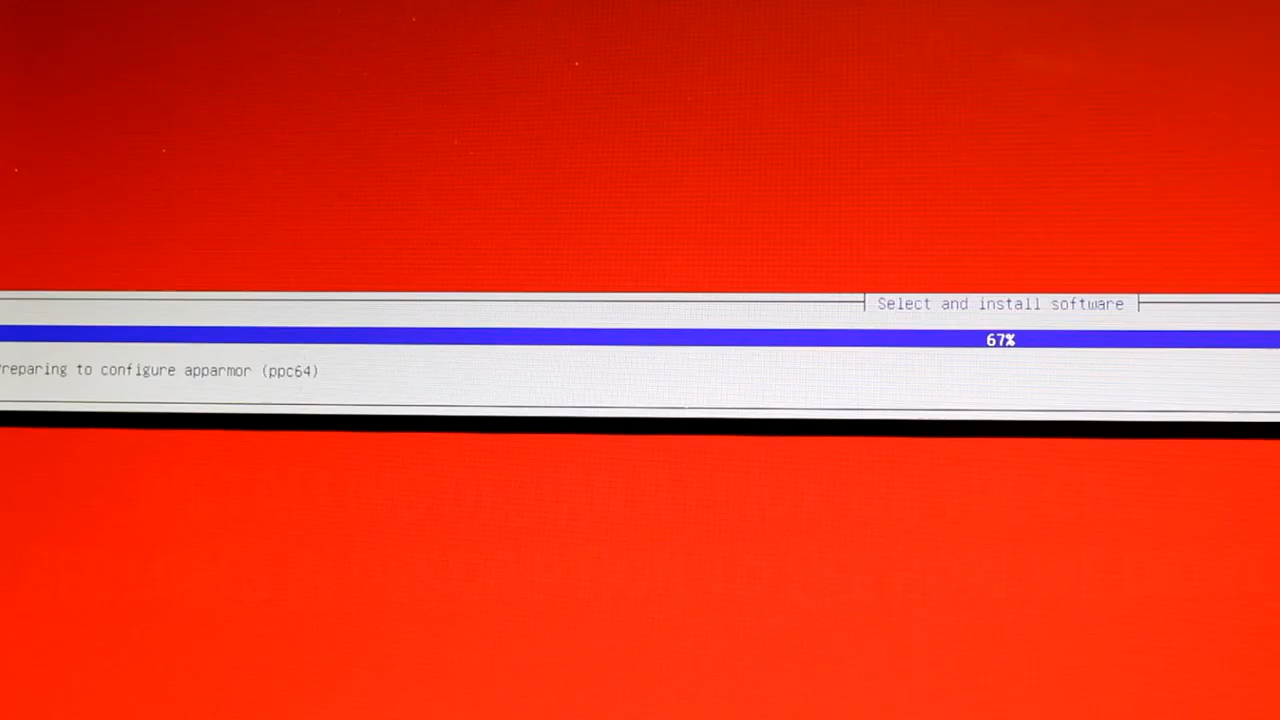 Select and install software
67%
reparing to configure apparmor (ppc64)